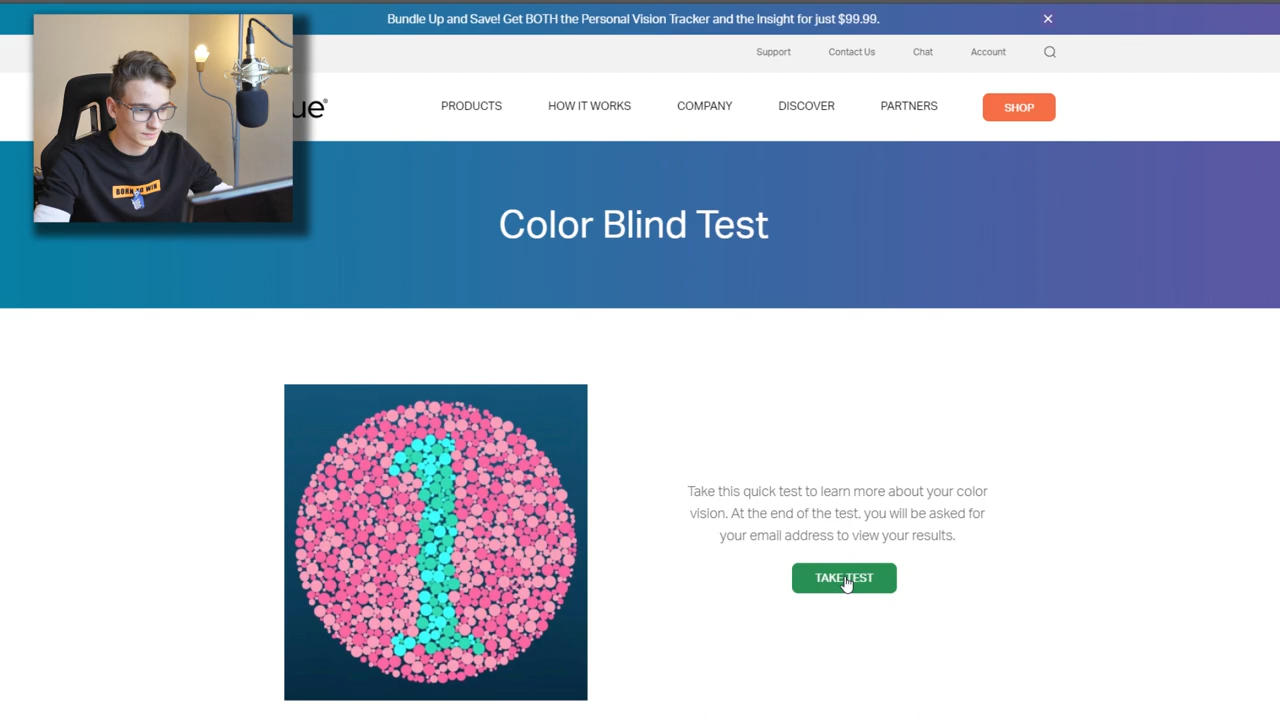 Bundle Up and Save! Get BOTH the Personal Vision Tracker and the Insight for just $99.99.
Support Contact Us Chat Account
ue®
PRODUCTS HOW IT WORKS COMPANY DISCOVER PARTNERS SHOP
BORN TO WIN
Color Blind Test
1
Take this quick test to learn more about your color
vision. At the end of the test, you will be asked for
your email address to view your results.
TAKE TEST